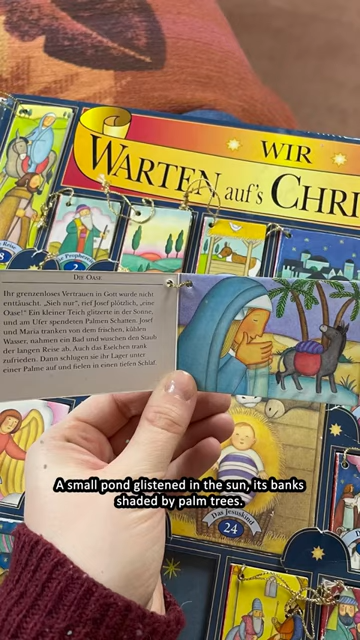 WIR
WARTEN auf's CHRI
Reise
8
2
DIE OASE
Ihr grenzenloses Vertrauen in Gott wurde nicht
enttäuscht. „Sieh nur", rief Josef plötzlich, „eine
Oase!" Ein kleiner Teich glitzerte in der Sonne,
und am Ufer spendeten Palmen Schatten. Josef
und Maria tranken von dem frischen, kühlen
Wasser, nahmen ein Bad und wuschen den Staub
der langen Reise ab. Auch das Eselchen trank
zufrieden. Dann schlugen sie ihr Lager unter
einer Palme auf und fielen in einen tiefen Schlaf.
A small pond glistened in the sun, its banks
shaded by palm trees.
Das Jesuskind
24